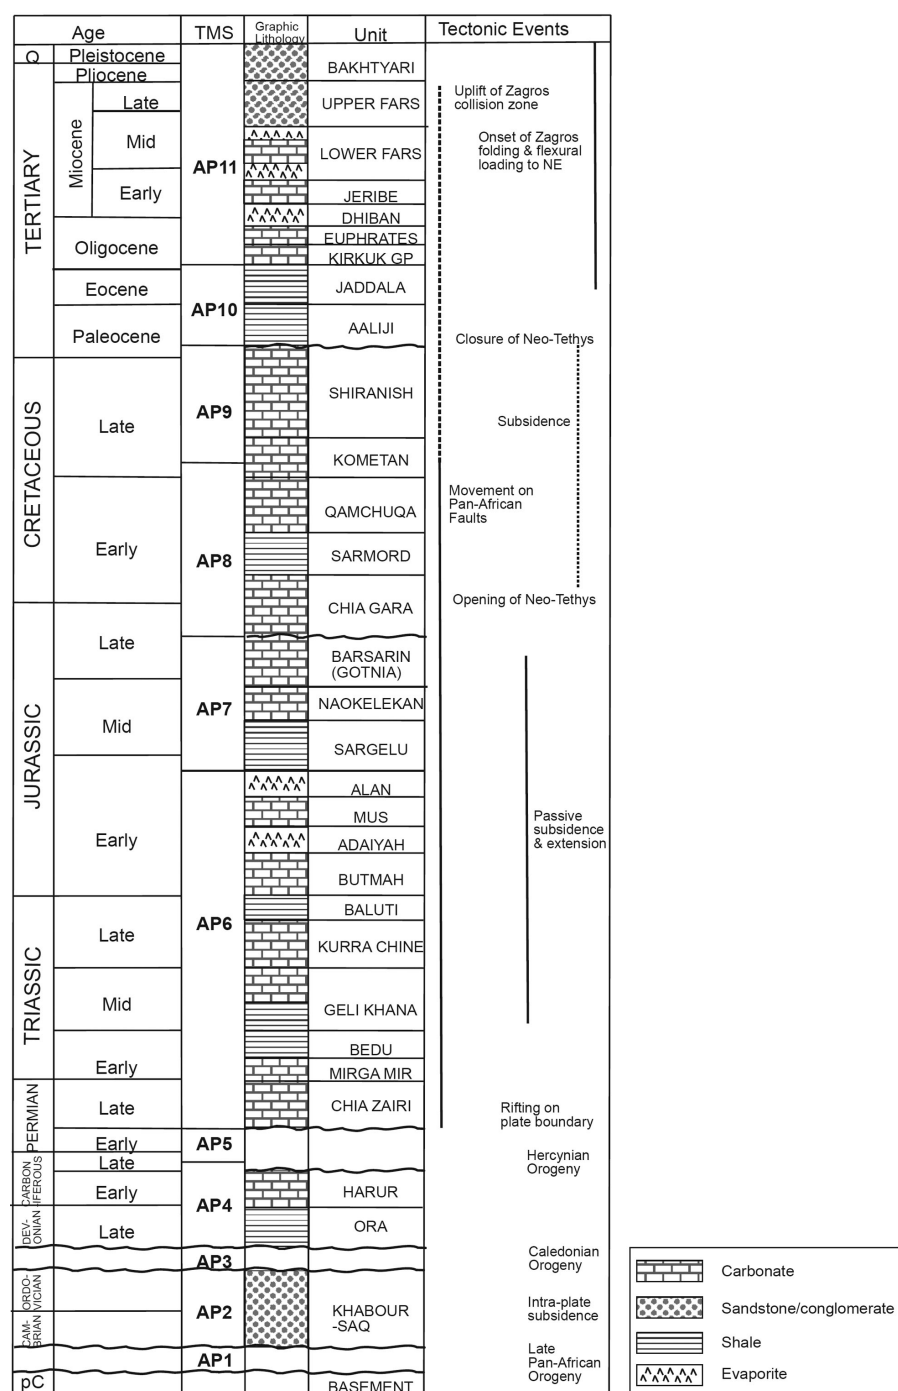 Age
TMS
Graphic
Lithology
Unit
Tectonic Events
Q
Pleistocene
Pliocene
TERTIARY
Miocene
Late
Mid
Early
Oligocene
Eocene
Paleocene
CRETACEOUS
Late
Early
JURASSIC
Late
Mid
Early
TRIASSIC
Late
Mid
Early
PERMIAN
Late
Early
CARBON
IFEROUS
Late
Early
DEV-
ONIAN
Late
ORDO-
VICIAN
CAM-
BRIAN
pC
AP11
AP10
AP9
AP8
AP7
AP6
AP5
AP4
AP3
AP2
AP1
BAKHTYARI
UPPER FARS
LOWER FARS
JERIBE
DHIBAN
EUPHRATES
KIRKUK GP
JADDALA
AALIJI
SHIRANISH
KOMETAN
QAMCHUQA
SARMORD
CHIA GARA
BARSARIN
(GOTNIA)
NAOKELEKAN
SARGELU
ALAN
MUS
ADAIYAH
BUTMAH
BALUTI
KURRA CHINE
GELI KHANA
BEDU
MIRGA MIR
CHIA ZAIRI
HARUR
ORA
KHABOUR
-SAQ
BASEMENT
Uplift of Zagros
collision zone
Onset of Zagros
folding & flexural
loading to NE
Closure of Neo-Tethys
Subsidence
Movement on
Pan-African
Faults
Opening of Neo-Tethys
Passive
subsidence
& extension
Rifting on
plate boundary
Hercynian
Orogeny
Caledonian
Orogeny
Intra-plate
subsidence
Late
Pan-African
Orogeny
Carbonate
Sandstone/conglomerate
Shale
Evaporite